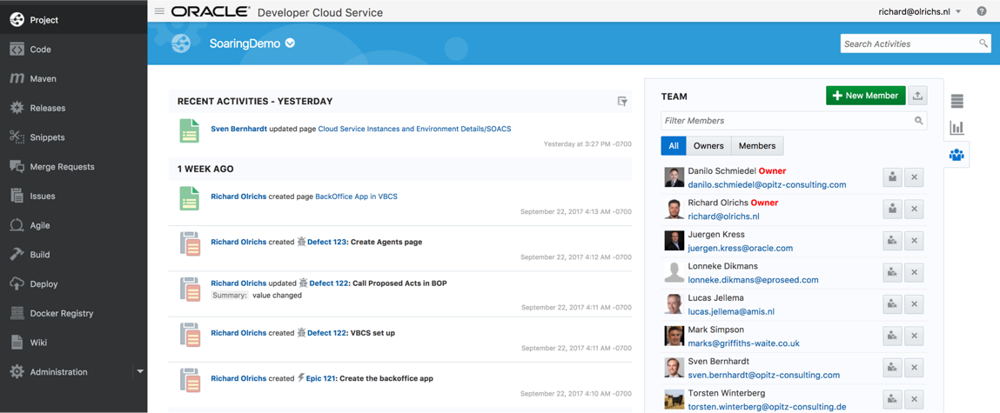 Project
Code
Maven
Releases
Snippets
Merge Requests
Issues
Agile
Build
Deploy
Docker Registry
Wiki
Administration
ORACLE® Developer Cloud Service
richard@olrichs.nl
SoaringDemo
Search Activities
RECENT ACTIVITIES - YESTERDAY
Sven Bernhardt updated page Cloud Service Instances and Environment Details/SOACS
Yesterday at 3:27 PM -0700
1 WEEK AGO
Richard Olrichs created page BackOffice App in VBCS
September 22, 2017 4:13 AM -0700
Richard Olrichs created Defect 123: Create Agents page
September 22, 2017 4:12 AM -0700
Richard Olrichs updated Defect 122: Call Proposed Acts in BOP
Summary: value changed
September 22, 2017 4:11 AM -0700
Richard Olrichs created Defect 122: VBCS set up
September 22, 2017 4:11 AM -0700
Richard Olrichs created Epic 121: Create the backoffice app
September 22, 2017 4:10 AM -0700
TEAM
New Member
Filter Members
All Owners Members
Danilo Schmiedel Owner
danilo.schmiedel@opitz-consulting.com
Richard Olrichs Owner
richard@olrichs.nl
Juergen Kress
juergen.kress@oracle.com
Lonneke Dikmans
lonneke.dikmans@eproseed.com
Lucas Jellema
lucas.jellema@amis.nl
Mark Simpson
marks@griffiths-waite.co.uk
Sven Bernhardt
sven.bernhardt@opitz-consulting.com
Torsten Winterberg
torsten.winterberg@opitz-consulting.de